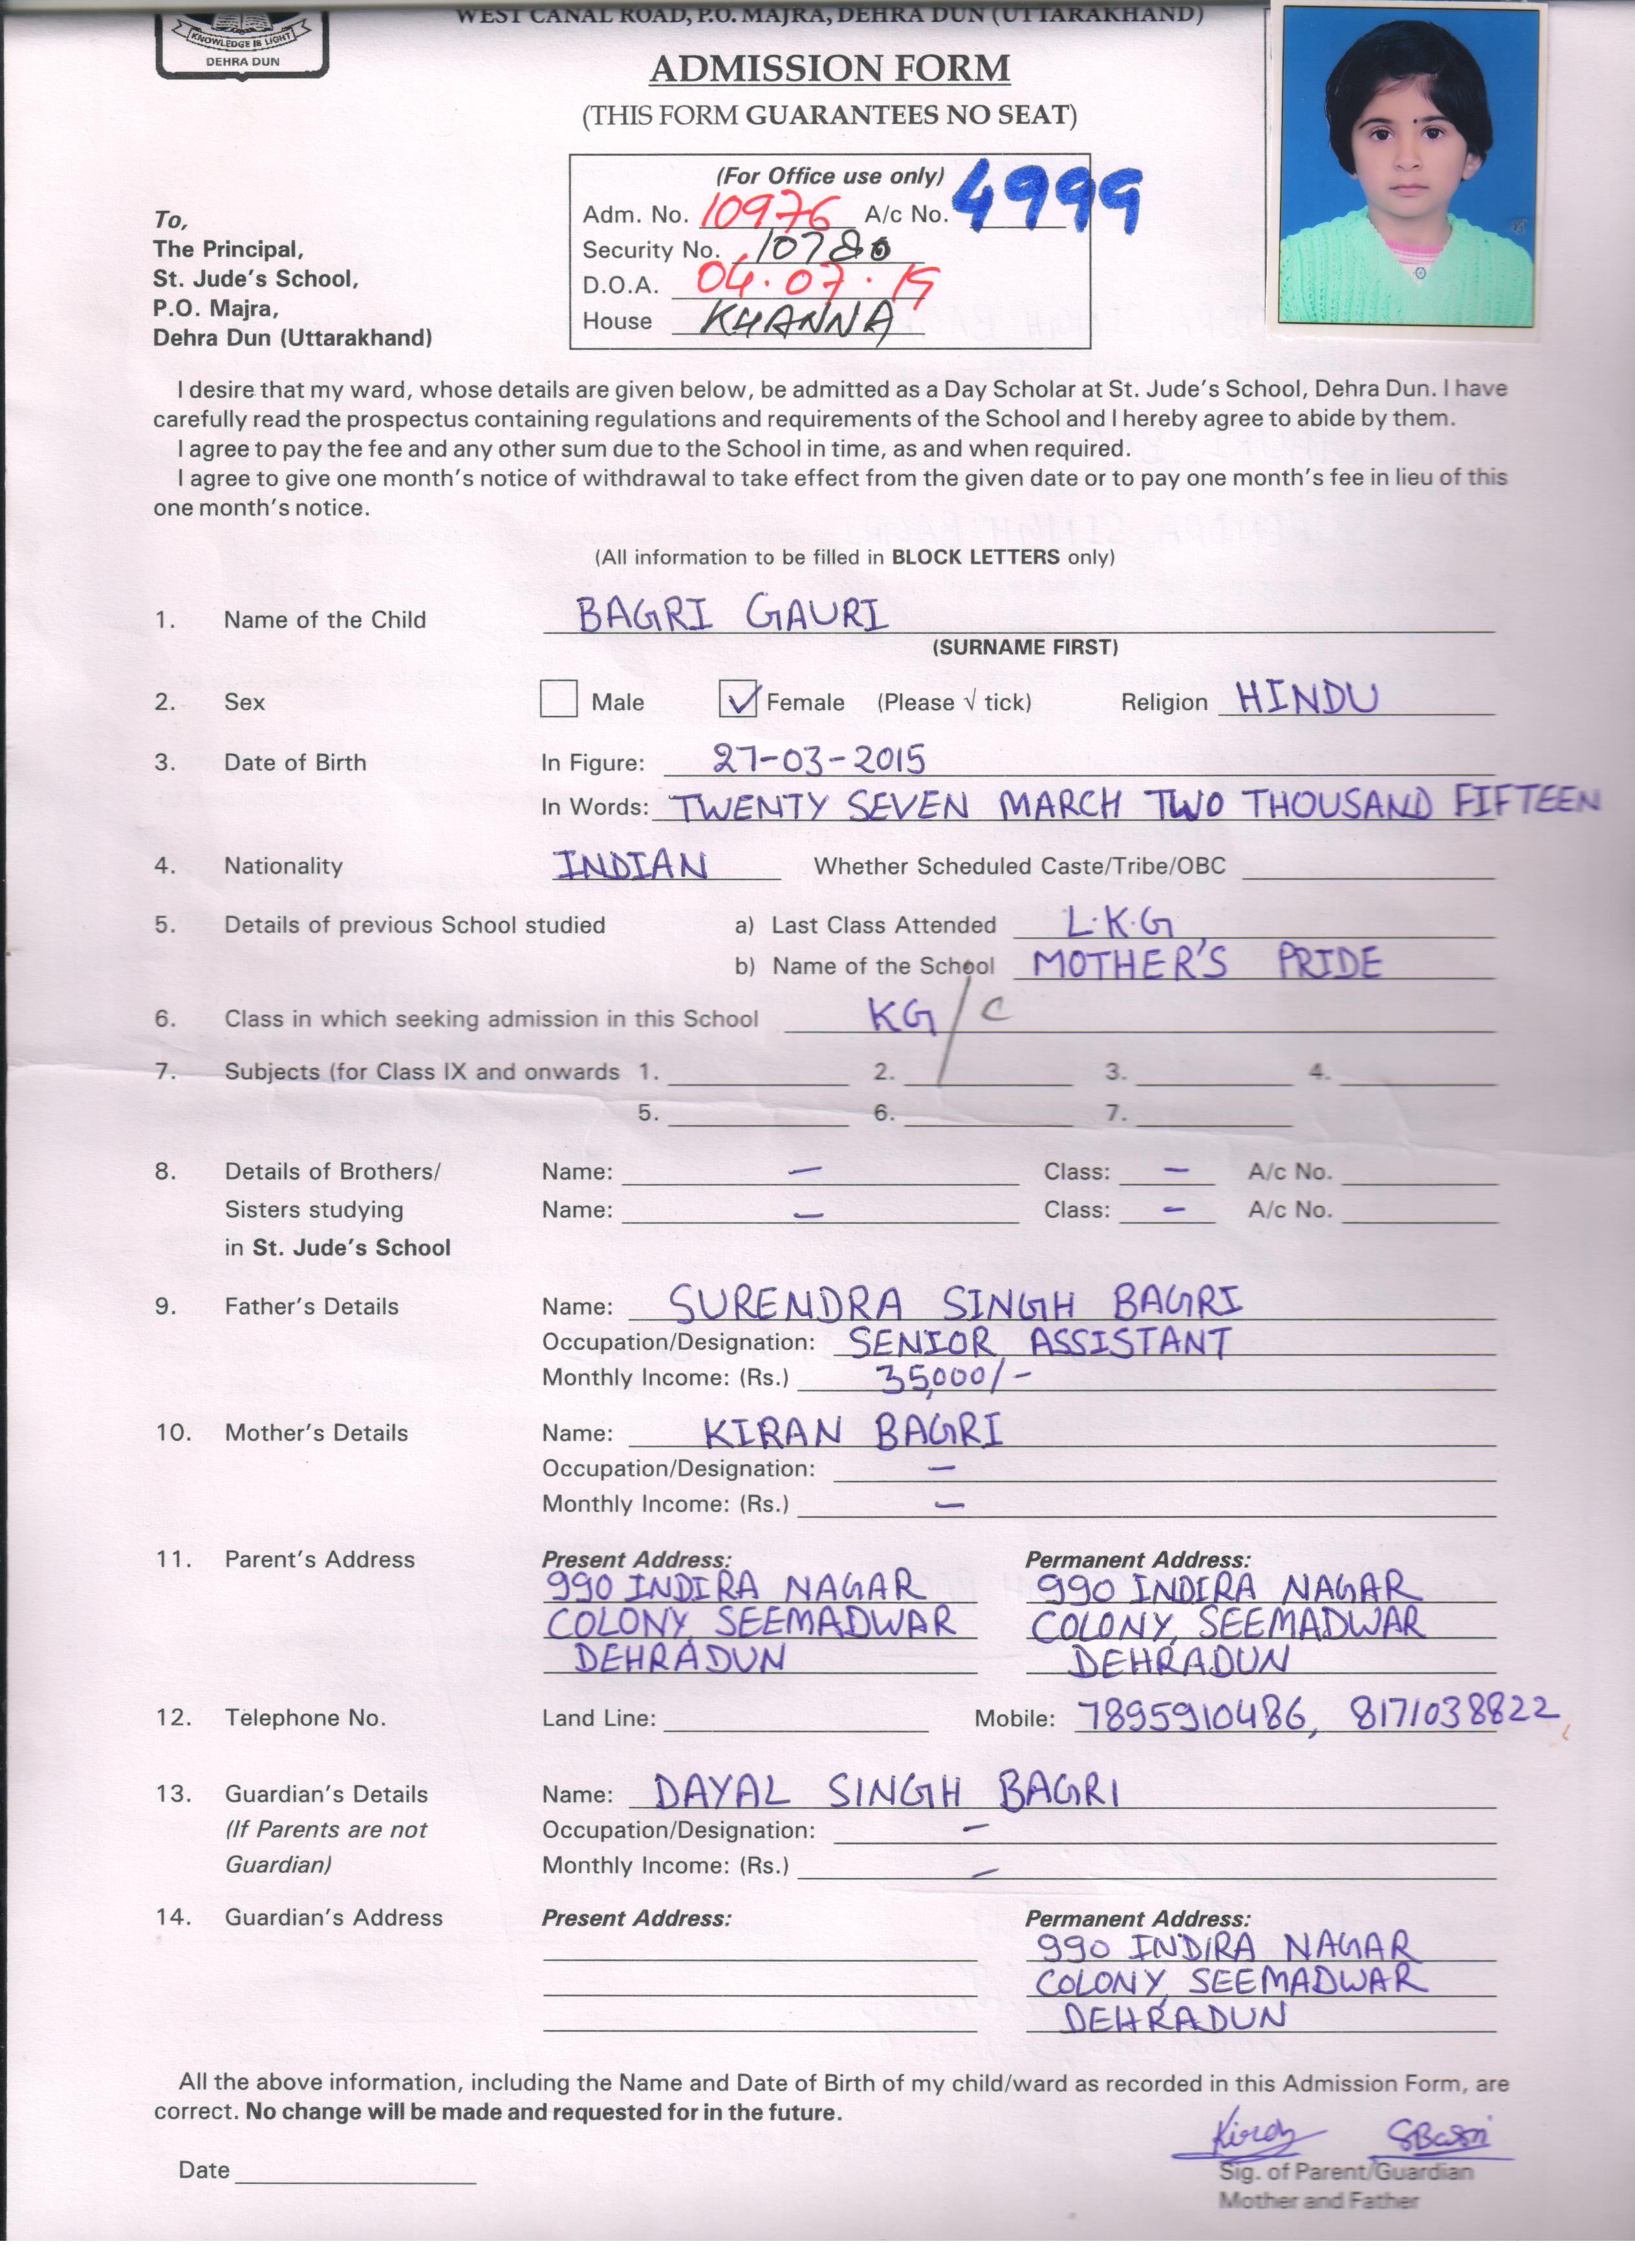 WEST CANAL ROAD, P.O. MAJRA, DEHRA DUN (UTTARAKHAND)
KNOWLEDGE IS LIGHT
DEHRA DUN
ADMISSION FORM
(THIS FORM GUARANTEES NO SEAT)
(For Office use only)
Adm. No. 10976 A/c No. 4999
Security No. 10780
D.O.A. 04.07.19
House KHANNA
To,
The Principal,
St. Jude's School,
P.O. Majra,
Dehra Dun (Uttarakhand)
I desire that my ward, whose details are given below, be admitted as a Day Scholar at St. Jude's School, Dehra Dun. I have
carefully read the prospectus containing regulations and requirements of the School and I hereby agree to abide by them.
I agree to pay the fee and any other sum due to the School in time, as and when required.
I agree to give one month's notice of withdrawal to take effect from the given date or to pay one month's fee in lieu of this
one month's notice.
(All information to be filled in BLOCK LETTERS only)
1. Name of the Child BAGRI GAURI
(SURNAME FIRST)
2. Sex Male ✓ Female (Please √ tick) Religion HINDU
3. Date of Birth In Figure: 27-03-2015
In Words: TWENTY SEVEN MARCH TWO THOUSAND FIFTEEN
4. Nationality INDIAN Whether Scheduled Caste/Tribe/OBC
5. Details of previous School studied a) Last Class Attended L.K.G
b) Name of the School MOTHER'S PRIDE
6. Class in which seeking admission in this School KG/C
7. Subjects (for Class IX and onwards 1. 2. 3. 4.
5. 6. 7.
8. Details of Brothers/ Name: — Class: — A/c No.
Sisters studying Name: — Class: — A/c No.
in St. Jude's School
9. Father's Details Name: SURENDRA SINGH BAGRI
Occupation/Designation: SENIOR ASSISTANT
Monthly Income: (Rs.) 35,000/-
10. Mother's Details Name: KIRAN BAGRI
Occupation/Designation: —
Monthly Income: (Rs.) —
11. Parent's Address Present Address: Permanent Address:
990 INDIRA NAGAR 990 INDIRA NAGAR
COLONY, SEEMADWAR COLONY, SEEMADWAR
DEHRADUN DEHRADUN
12. Telephone No. Land Line: Mobile: 7895910486, 8171038822
13. Guardian's Details Name: DAYAL SINGH BAGRI
(If Parents are not Occupation/Designation: —
Guardian) Monthly Income: (Rs.) —
14. Guardian's Address Present Address: Permanent Address:
990 INDIRA NAGAR
COLONY, SEEMADWAR
DEHRADUN
All the above information, including the Name and Date of Birth of my child/ward as recorded in this Admission Form, are
correct. No change will be made and requested for in the future.
Date
Sig. of Parent/Guardian
Mother and Father